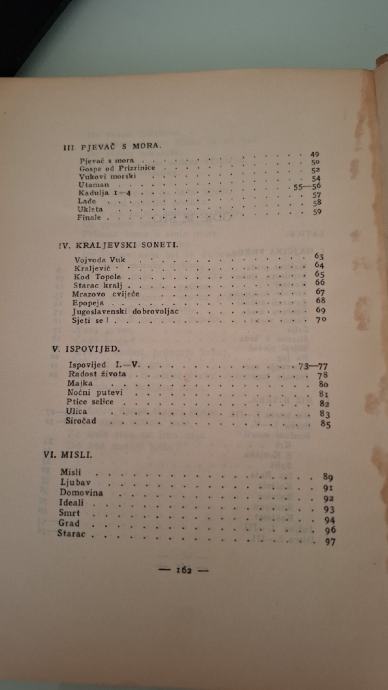 III PJEVAČ S MORA.
Pjevač s mora . . . . . . . . . . . 49
Gospe od Prizrinice . . . . . . . . . 50
Vukovi morski . . . . . . . . . . . 52
Utaman . . . . . . . . . . . 54
Kadulja 1—4 . . . . . . . . . . . 55—56
Lađe . . . . . . . . . . . 57
Ukleta . . . . . . . . . . . 58
Finale . . . . . . . . . . . 59
IV. KRALJEVSKI SONETI.
Vojvoda Vuk . . . . . . . . . . . 63
Kraljević . . . . . . . . . . . 64
Kod Topole . . . . . . . . . . . 65
Starac kralj . . . . . . . . . . . 66
Mrazovo cvijeće . . . . . . . . . . . 67
Epopeja . . . . . . . . . . . 68
Jugoslavenski dobrovoljac . . . . . . . 69
Sjeti se! . . . . . . . . . . . 70
V. ISPOVIJED.
Ispovijed I.—V. . . . . . . . . . . 73—77
Radost života . . . . . . . . . . . 78
Majka . . . . . . . . . . . 80
Noćni putevi . . . . . . . . . . . 81
Ptice selice . . . . . . . . . . . 82
Ulica . . . . . . . . . . . 83
Siročad . . . . . . . . . . . 85
VI. MISLI.
Misli . . . . . . . . . . . 89
Ljubav . . . . . . . . . . . 91
Domovina . . . . . . . . . . . 92
Ideali . . . . . . . . . . . 93
Smrt . . . . . . . . . . . 94
Grad . . . . . . . . . . . 96
Starac . . . . . . . . . . . 97
— 162 —